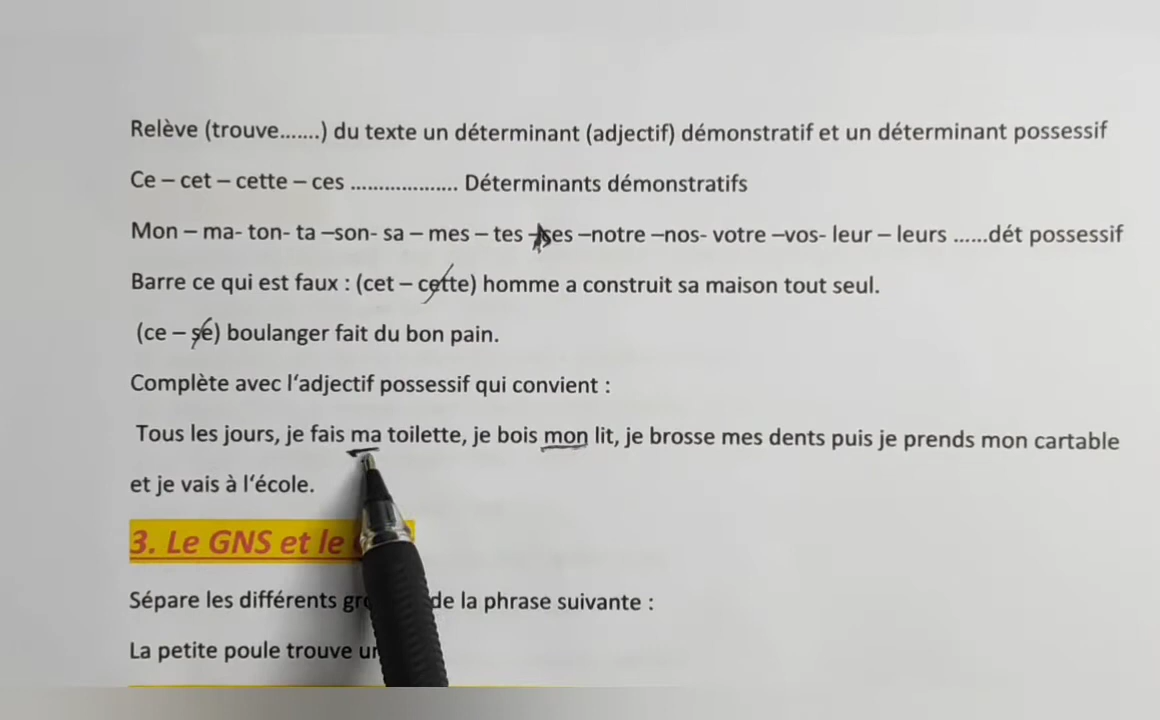 Relève (trouve.......) du texte un déterminant (adjectif) démonstratif et un déterminant possessif
Ce – cet – cette – ces ................... Déterminants démonstratifs
Mon – ma- ton- ta –son- sa – mes – tes –ses –notre –nos- votre –vos- leur – leurs ......dét possessif
Barre ce qui est faux : (cet – cette) homme a construit sa maison tout seul.
(ce – se) boulanger fait du bon pain.
Complète avec l'adjectif possessif qui convient :
Tous les jours, je fais ma toilette, je bois mon lit, je brosse mes dents puis je prends mon cartable
et je vais à l'école.
3. Le GNS et le
Sépare les différents de la phrase suivante :
La petite poule trouve